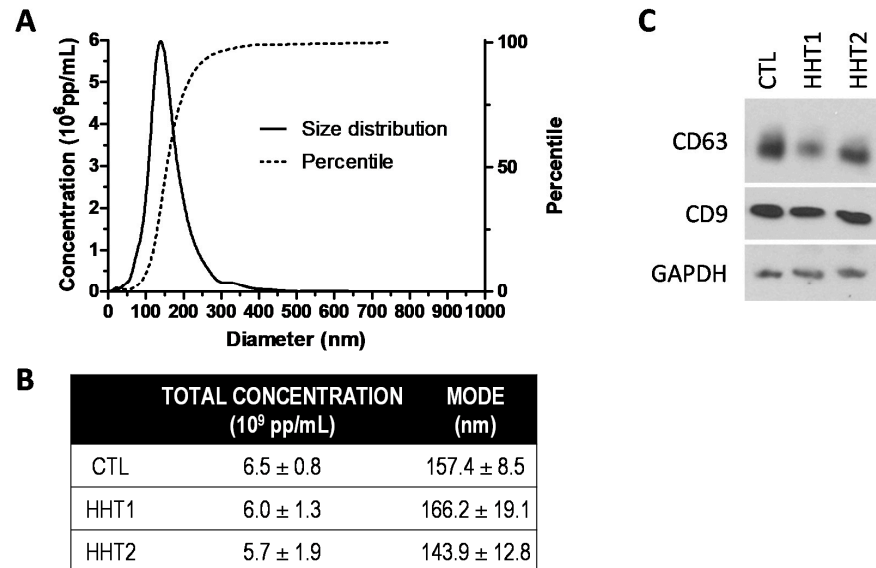 A
Concentration (10⁶pp/mL)
6
5
4
3
2
1
0
Size distribution
Percentile
100
50
0
Percentile
0 100 200 300 400 500 600 700 800 900 1000
Diameter (nm)
C
CTL HHT1 HHT2
CD63
CD9
GAPDH
B
TOTAL CONCENTRATION MODE
(10⁹ pp/mL) (nm)
CTL 6.5 ± 0.8 157.4 ± 8.5
HHT1 6.0 ± 1.3 166.2 ± 19.1
HHT2 5.7 ± 1.9 143.9 ± 12.8